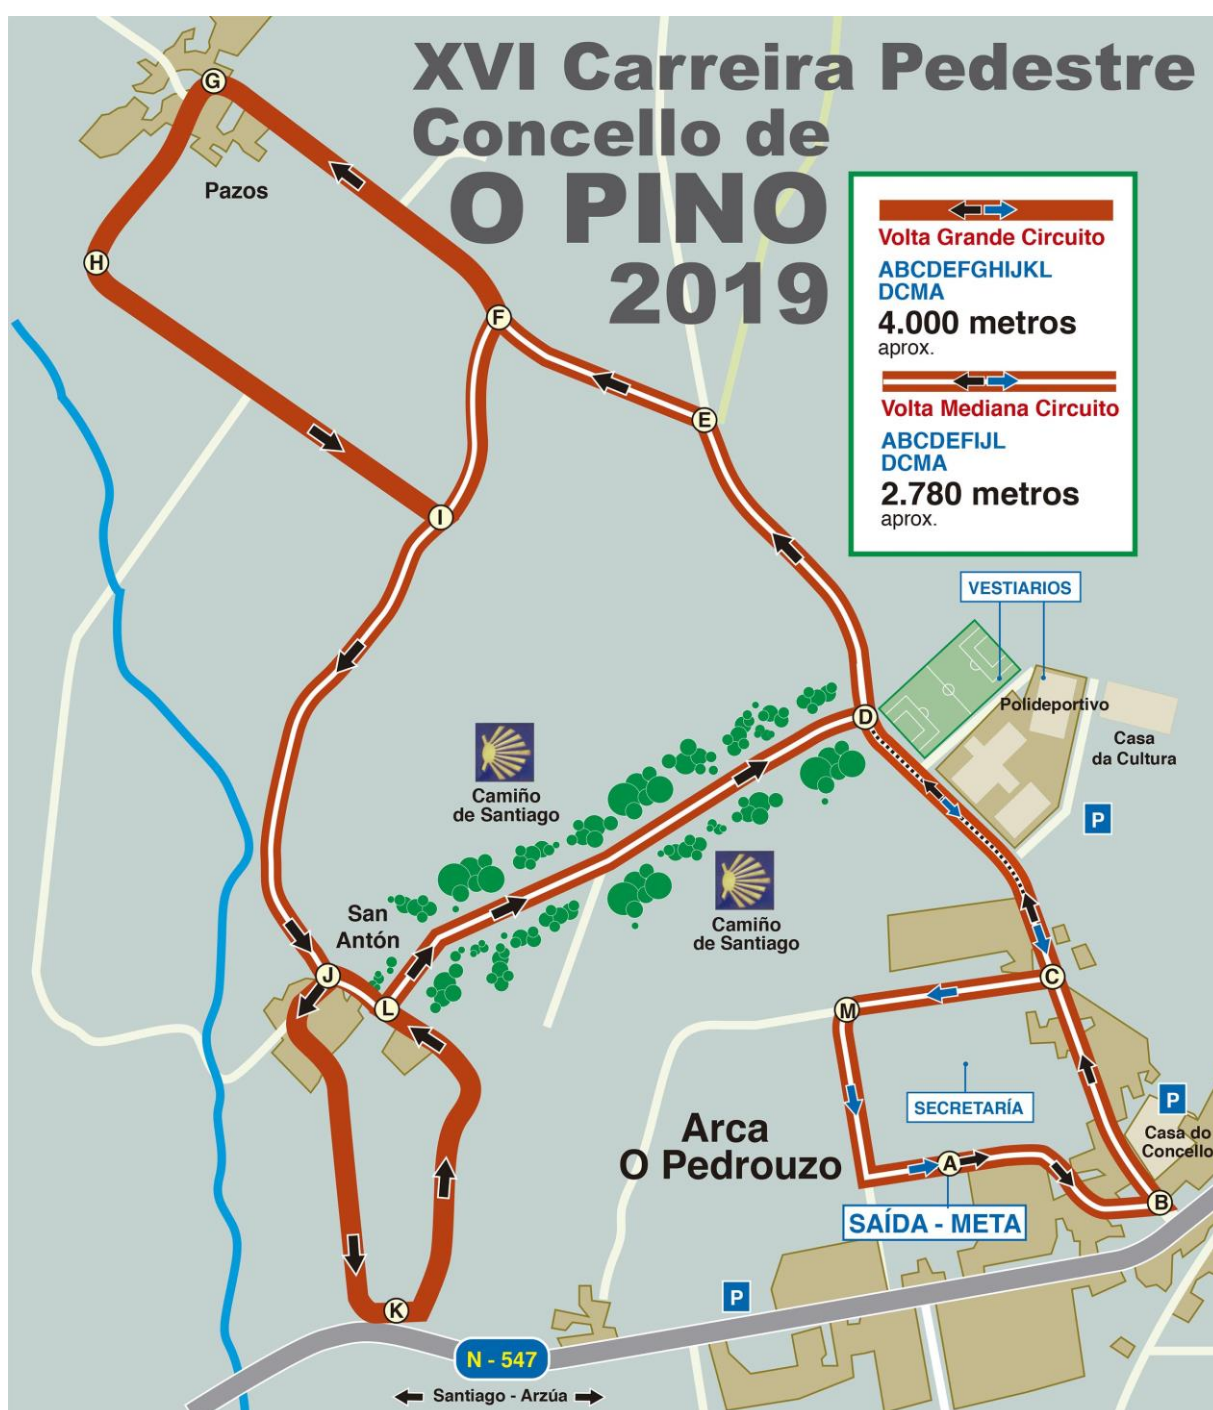 XVI Carreira Pedestre
Concello de
O PINO
2019
Volta Grande Circuito
ABCDEFGHIJKL
DCMA
4.000 metros
aprox.
Volta Mediana Circuito
ABCDEFIJL
DCMA
2.780 metros
aprox.
G
Pazos
H
F
E
I
VESTIARIOS
D
Polideportivo
Casa
da Cultura
P
Camiño
de Santiago
Camiño
de Santiago
San
Antón
J
L
C
M
SECRETARÍA
P
Casa do
Concello
Arca
O Pedrouzo
A
B
SAÍDA - META
K
P
N - 547
Santiago - Arzúa